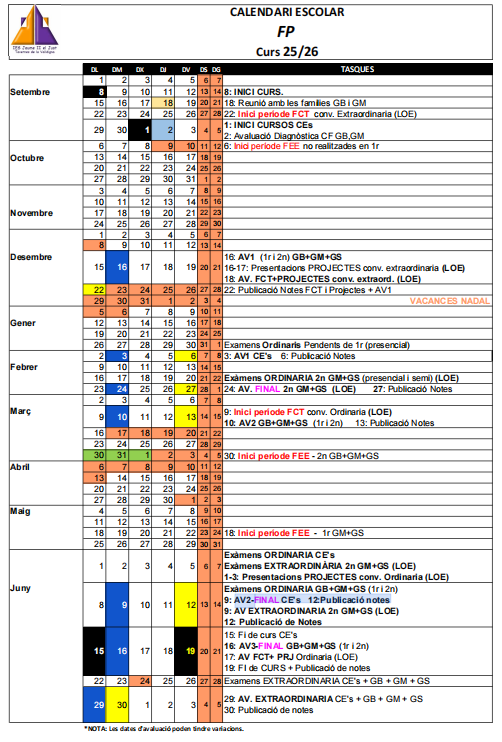 IES Jaume II el Just
Tavernes de la Valldigna
CALENDARI ESCOLAR
FP
Curs 25/26
DL DM DX DJ DV DS DG TASQUES
1 2 3 4 5 6 7
Setembre 8 9 10 11 12 13 14 8: INICI CURS.
15 16 17 18 19 20 21 18: Reunió amb les famílies GB i GM
22 23 24 25 26 27 28 22: Inici període FCT conv. Extraordinaria (LOE)
29 30 1 2 3 4 5 1: INICI CURSOS CEs
2: Avaluació Diagnòstica CF GB,GM
6 7 8 9 10 11 12 6: Inici període FEE no realitzades en 1r
Octubre 13 14 15 16 17 18 19
20 21 22 23 24 25 26
27 28 29 30 31 1 2
3 4 5 6 7 8 9
10 11 12 13 14 15 16
Novembre 17 18 19 20 21 22 23
24 25 26 27 28 29 30
1 2 3 4 5 6 7
8 9 10 11 12 13 14
Desembre 15 16 17 18 19 20 21 16: AV1 (1r i 2n) GB+GM+GS
16-17: Presentacions PROJECTES conv. extraordinaria (LOE)
18: AV. FCT+PROJECTES conv. extraord. (LOE)
22 23 24 25 26 27 28 22: Publicació Notes FCT i Projectes + AV1
29 30 31 1 2 3 4 VACANCES NADAL
5 6 7 8 9 10 11
Gener 12 13 14 15 16 17 18
19 20 21 22 23 24 25
26 27 28 29 30 31 1 Examens Ordinaris Pendents de 1r (presencial)
Febrer 2 3 4 5 6 7 8 3: AV1 CE's 6: Publicació Notes
9 10 11 12 13 14 15
16 17 18 19 20 21 22 Exàmens ORDINARIA 2n GM+GS (presencial i semi) (LOE)
23 24 25 26 27 28 1 24: AV. FINAL 2n GM+GS (LOE) 27: Publicació Notes
2 3 4 5 6 7 8
Març 9 10 11 12 13 14 15 9: Inici període FCT conv. Ordinaria (LOE)
10: AV2 GB+GM+GS (1r i 2n) 13: Publicació Notes
16 17 18 19 20 21 22
23 24 25 26 27 28 29
30 31 1 2 3 4 5 30: Inici període FEE - 2n GB+GM+GS
Abril 6 7 8 9 10 11 12
13 14 15 16 17 18 19
20 21 22 23 24 25 26
27 28 29 30 1 2 3
Maig 4 5 6 7 8 9 10
11 12 13 14 15 16 17
18 19 20 21 22 23 24 18: Inici període FEE - 1r GM+GS
25 26 27 28 29 30 31
1 2 3 4 5 6 7 Exàmens ORDINARIA CE's
Exàmens EXTRAORDINÀRIA 2n GM+GS (LOE)
1-3: Presentacions PROJECTES conv. Ordinaria (LOE)
Juny 8 9 10 11 12 13 14 Exàmens ORDINARIA GB+GM+GS (1r i 2n)
9: AV2-FINAL CE's 12:Publicació notes
9: AV EXTRAORDINARIA 2n GM+GS (LOE)
12: Publicació de Notes
15 16 17 18 19 20 21 15: Fi de curs CE's
16: AV3-FINAL GB+GM+GS (1r i 2n)
17: AV FCT+ PRJ Ordinaria (LOE)
19: FI de CURS + Publicació de notes
22 23 24 25 26 27 28 Exàmens EXTRAORDINARIA CE's + GB + GM + GS
29 30 1 2 3 4 5 29: AV. EXTRAORDINARIA CE's + GB + GM + GS
30: Publicació de notes
*NOTA: Les dates d'avaluació poden tindre variacions.